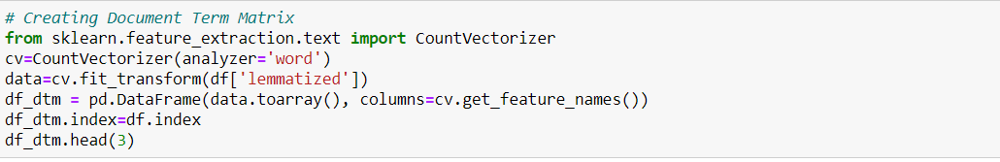 # Creating Document Term Matrix
from sklearn.feature_extraction.text import CountVectorizer
cv=CountVectorizer(analyzer='word')
data=cv.fit_transform(df['lemmatized'])
df_dtm = pd.DataFrame(data.toarray(), columns=cv.get_feature_names())
df_dtm.index=df.index
df_dtm.head(3)